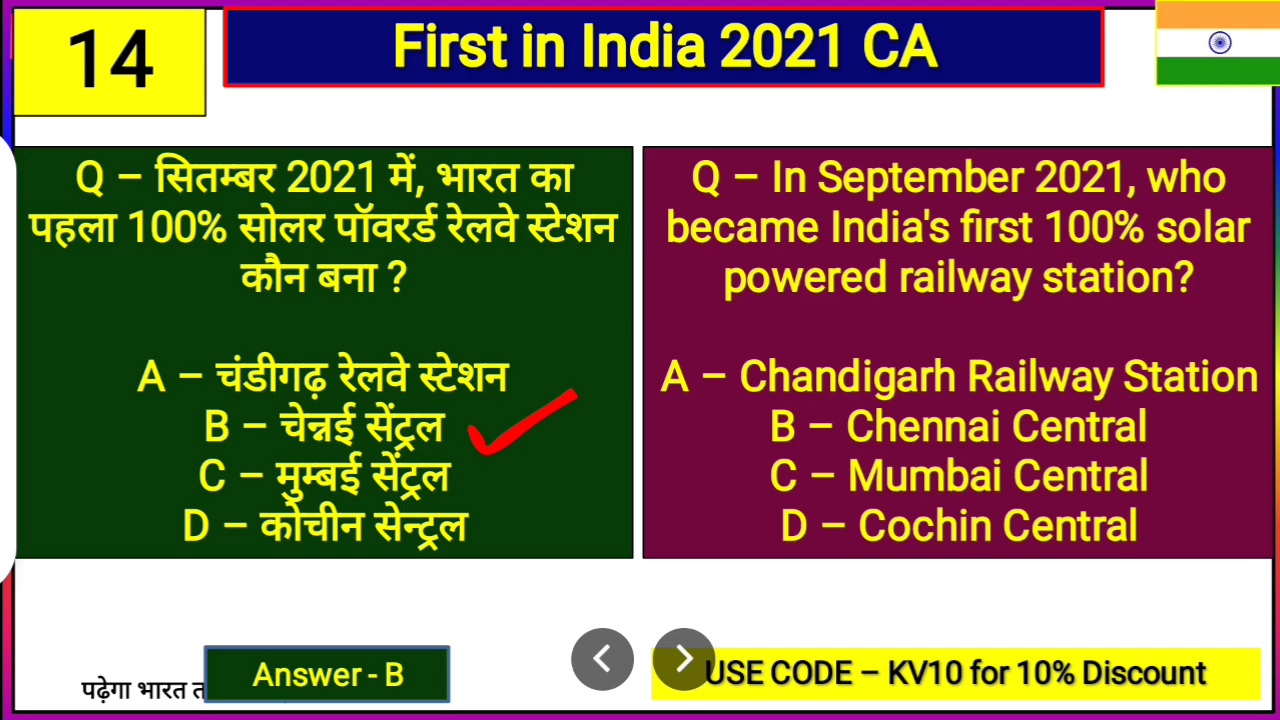 14
First in India 2021 CA
Q – सितम्बर 2021 में, भारत का
पहला 100% सोलर पॉवरर्ड रेलवे स्टेशन
कौन बना ?
A – चंडीगढ़ रेलवे स्टेशन
B – चेन्नई सेंट्रल
C – मुम्बई सेंट्रल
D – कोचीन सेन्ट्रल
Q – In September 2021, who
became India's first 100% solar
powered railway station?
A – Chandigarh Railway Station
B – Chennai Central
C – Mumbai Central
D – Cochin Central
पढ़ेगा भारत
Answer - B
USE CODE – KV10 for 10% Discount